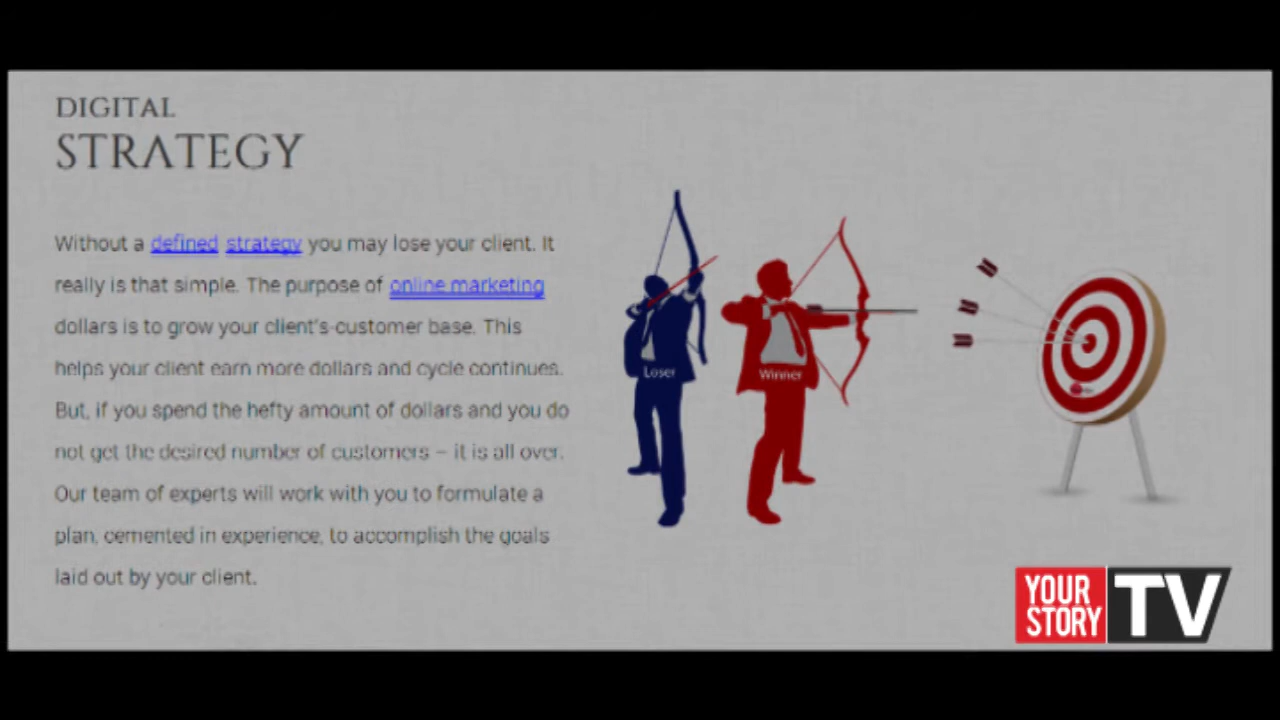 DIGITAL
STRATEGY
Without a defined strategy you may lose your client. It
really is that simple. The purpose of online marketing
dollars is to grow your client's customer base. This
helps your client earn more dollars and cycle continues.
But, if you spend the hefty amount of dollars and you do
not get the desired number of customers – it is all over.
Our team of experts will work with you to formulate a
plan, cemented in experience, to accomplish the goals
laid out by your client.
Loser
Winner
YOUR
STORY
TV